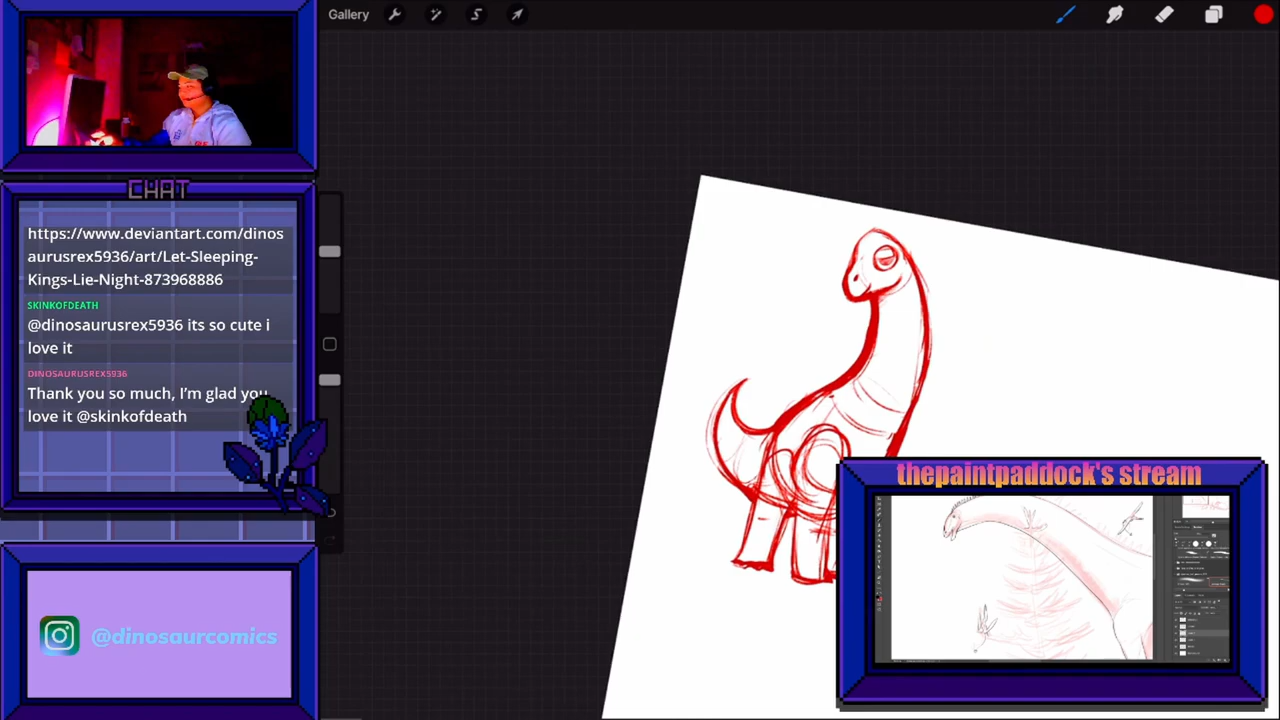 Gallery
CHAT
https://www.deviantart.com/dinos
aurusrex5936/art/Let-Sleeping-
Kings-Lie-Night-873968886
SKINKOFDEATH
@dinosaurusrex5936 its so cute i
love it
DINOSAURUSREX5936
Thank you so much, I'm glad you
love it @skinkofdeath
thepaintpaddock's stream
@dinosaurcomics